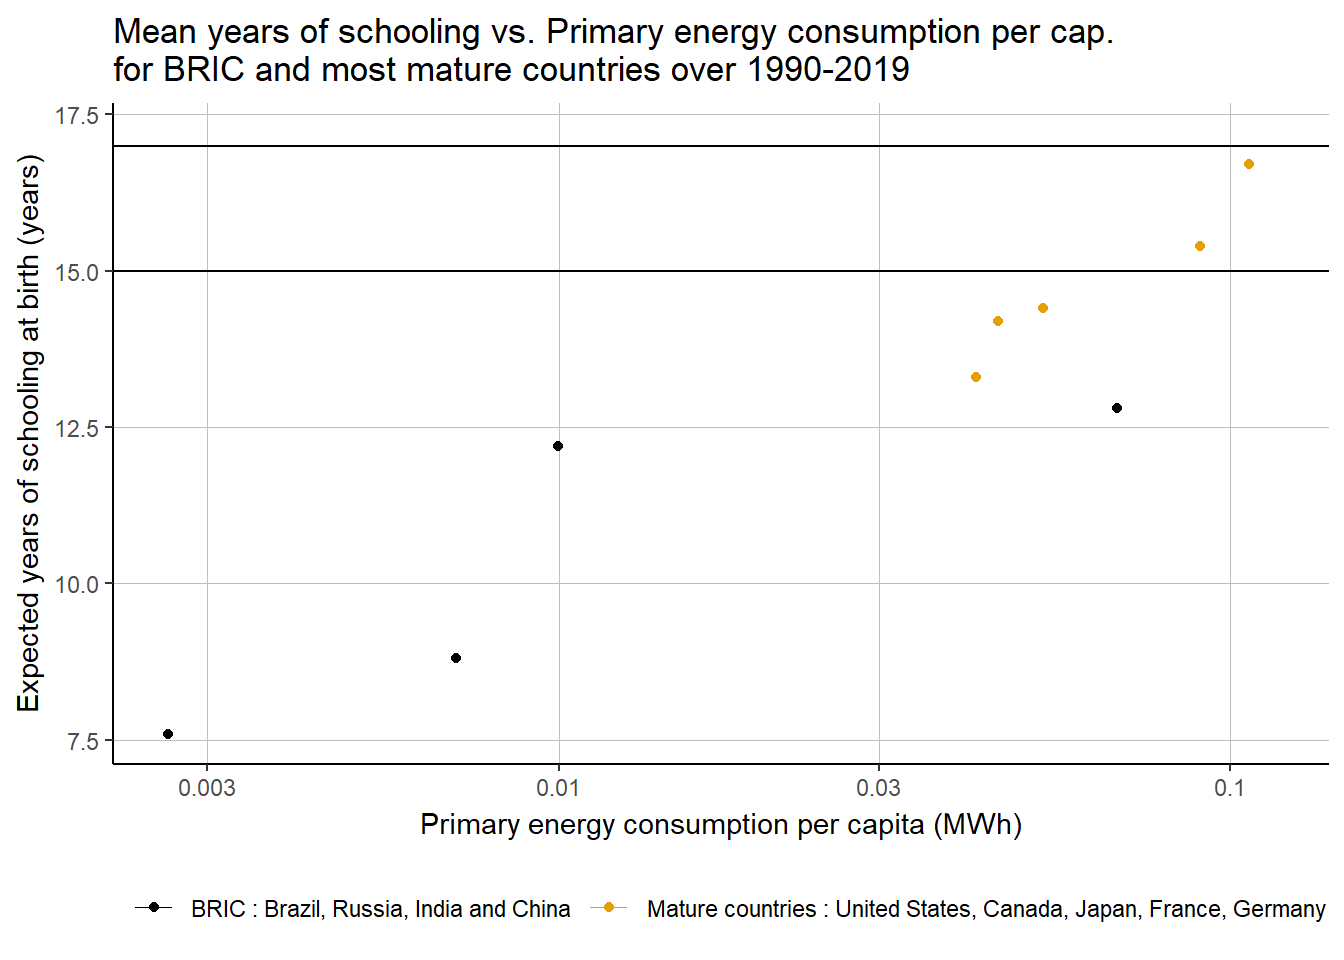 Mean years of schooling vs. Primary energy consumption per cap.
for BRIC and most mature countries over 1990-2019
Expected years of schooling at birth (years)
17.5
15.0
12.5
10.0
7.5
0.003 0.01 0.03 0.1
Primary energy consumption per capita (MWh)
BRIC : Brazil, Russia, India and China Mature countries : United States, Canada, Japan, France, Germany